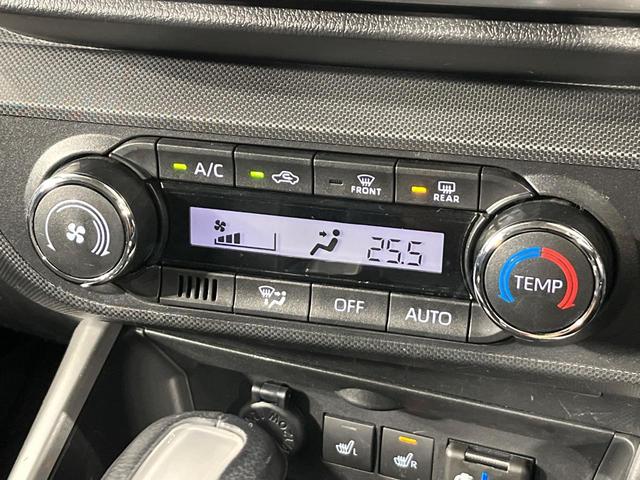 A/C
FRONT
REAR
25.5
TEMP
OFF
AUTO
L
R